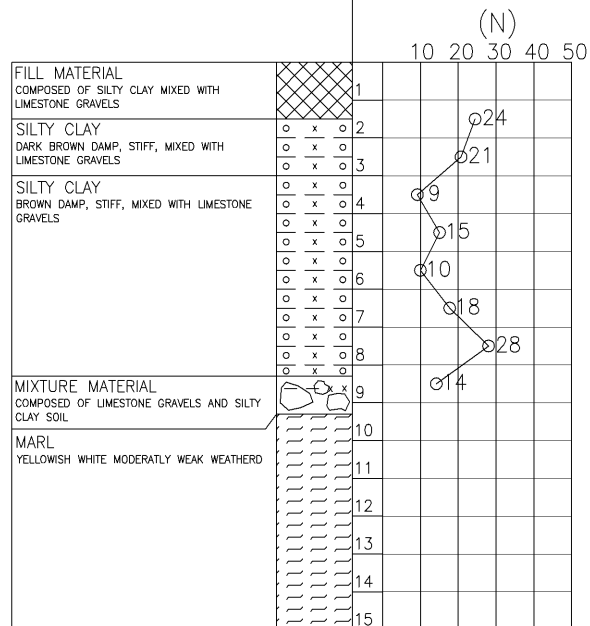 (N)
10 20 30 40 50
FILL MATERIAL
COMPOSED OF SILTY CLAY MIXED WITH
LIMESTONE GRAVELS
1
SILTY CLAY
DARK BROWN DAMP, STIFF, MIXED WITH
LIMESTONE GRAVELS
2
24
3
21
SILTY CLAY
BROWN DAMP, STIFF, MIXED WITH LIMESTONE
GRAVELS
4
9
5
15
6
10
7
18
8
28
MIXTURE MATERIAL
COMPOSED OF LIMESTONE GRAVELS AND SILTY
CLAY SOIL
9
14
MARL
YELLOWISH WHITE MODERATLY WEAK WEATHERD
10
11
12
13
14
15